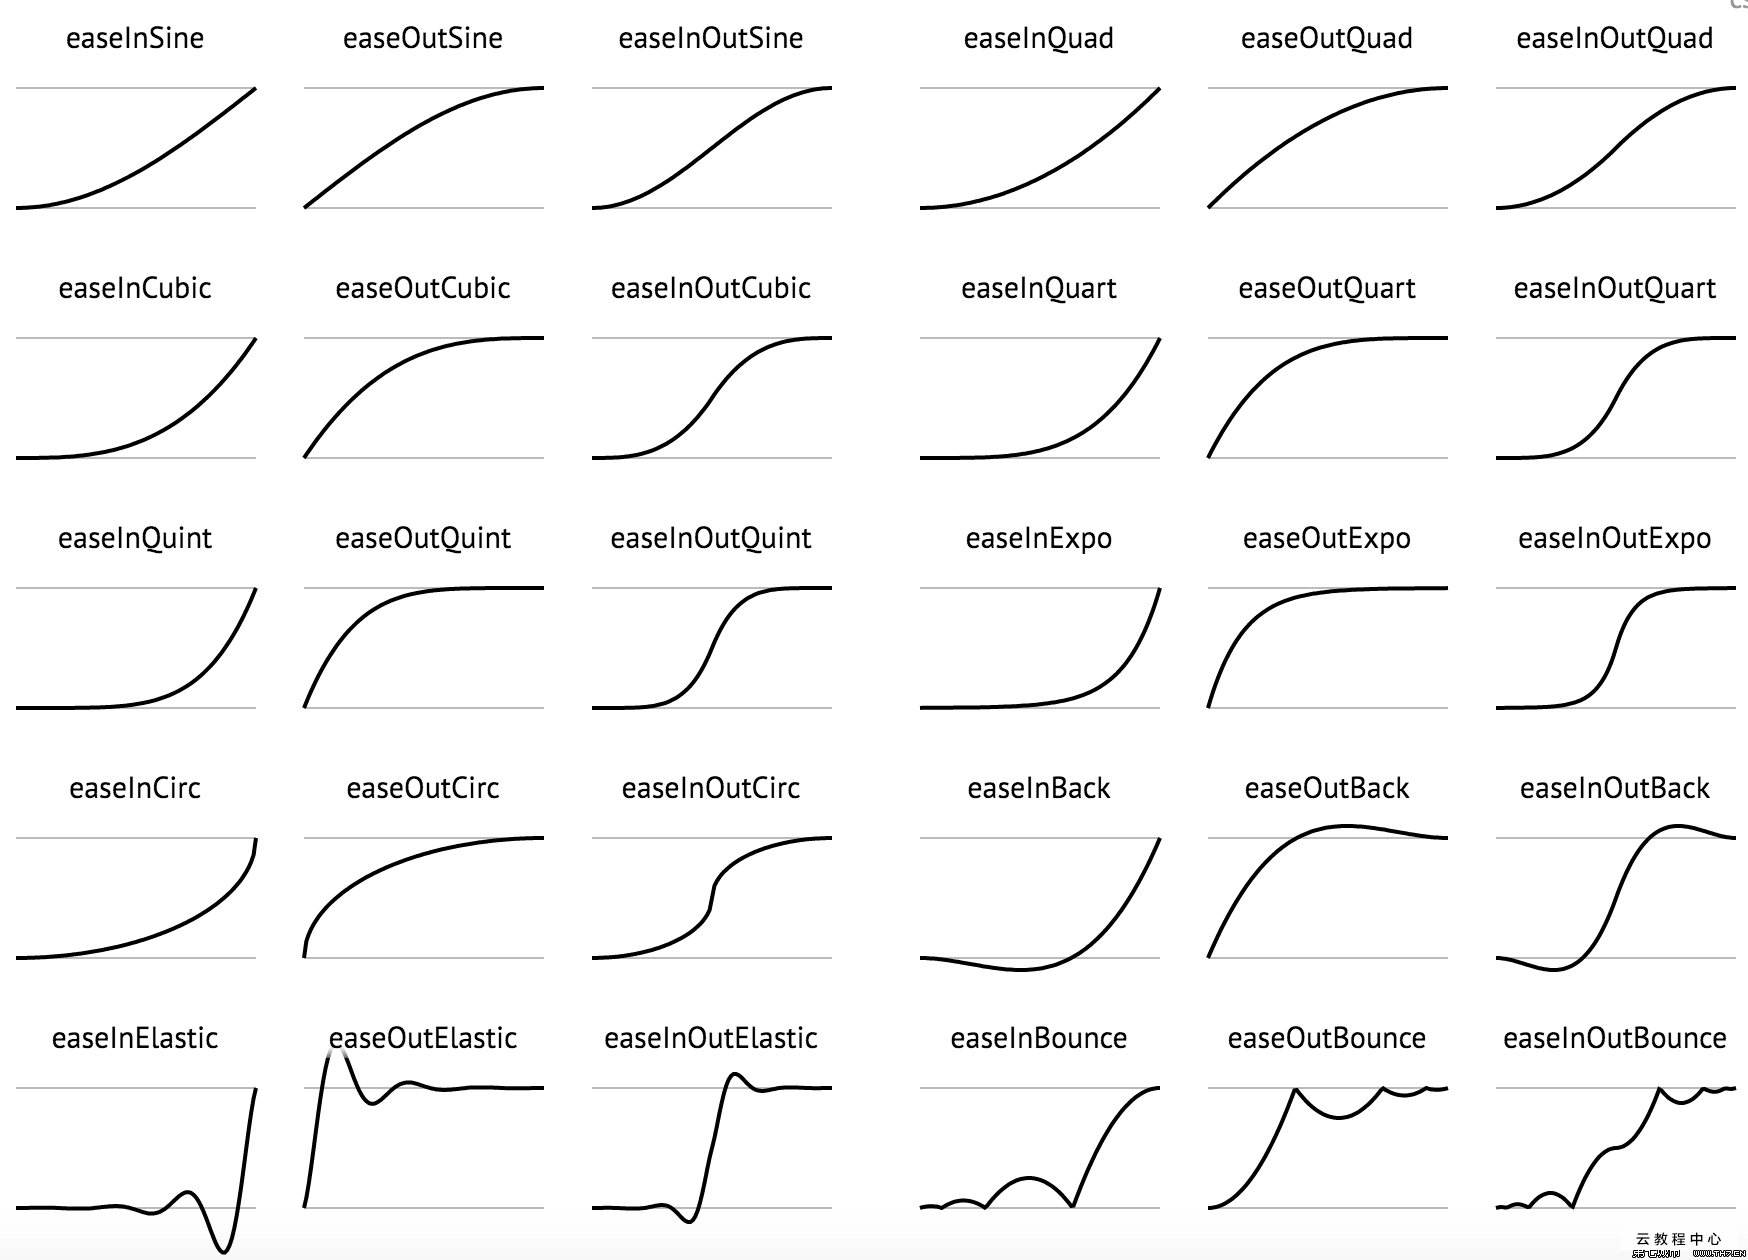 easeInSine easeOutSine easeInOutSine easeInQuad easeOutQuad easeInOutQuad
easeInCubic easeOutCubic easeInOutCubic easeInQuart easeOutQuart easeInOutQuart
easeInQuint easeOutQuint easeInOutQuint easeInExpo easeOutExpo easeInOutExpo
easeInCirc easeOutCirc easeInOutCirc easeInBack easeOutBack easeInOutBack
easeInElastic easeOutElastic easeInOutElastic easeInBounce easeOutBounce easeInOutBounce
云教程中心